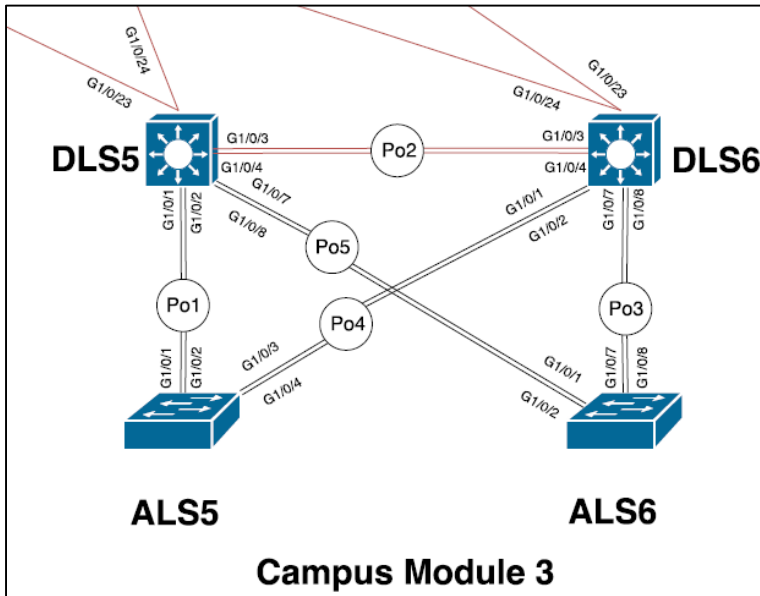 G1/0/24
G1/0/23
G1/0/23
G1/0/24
DLS5
G1/0/3
G1/0/4
Po2
G1/0/3
G1/0/4
DLS6
G1/0/1
G1/0/2
G1/0/7
G1/0/8
Po5
G1/0/1
G1/0/2
G1/0/7
G1/0/8
Po1
Po4
Po3
G1/0/1
G1/0/2
G1/0/3
G1/0/4
G1/0/1
G1/0/2
G1/0/7
G1/0/8
ALS5
ALS6
Campus Module 3